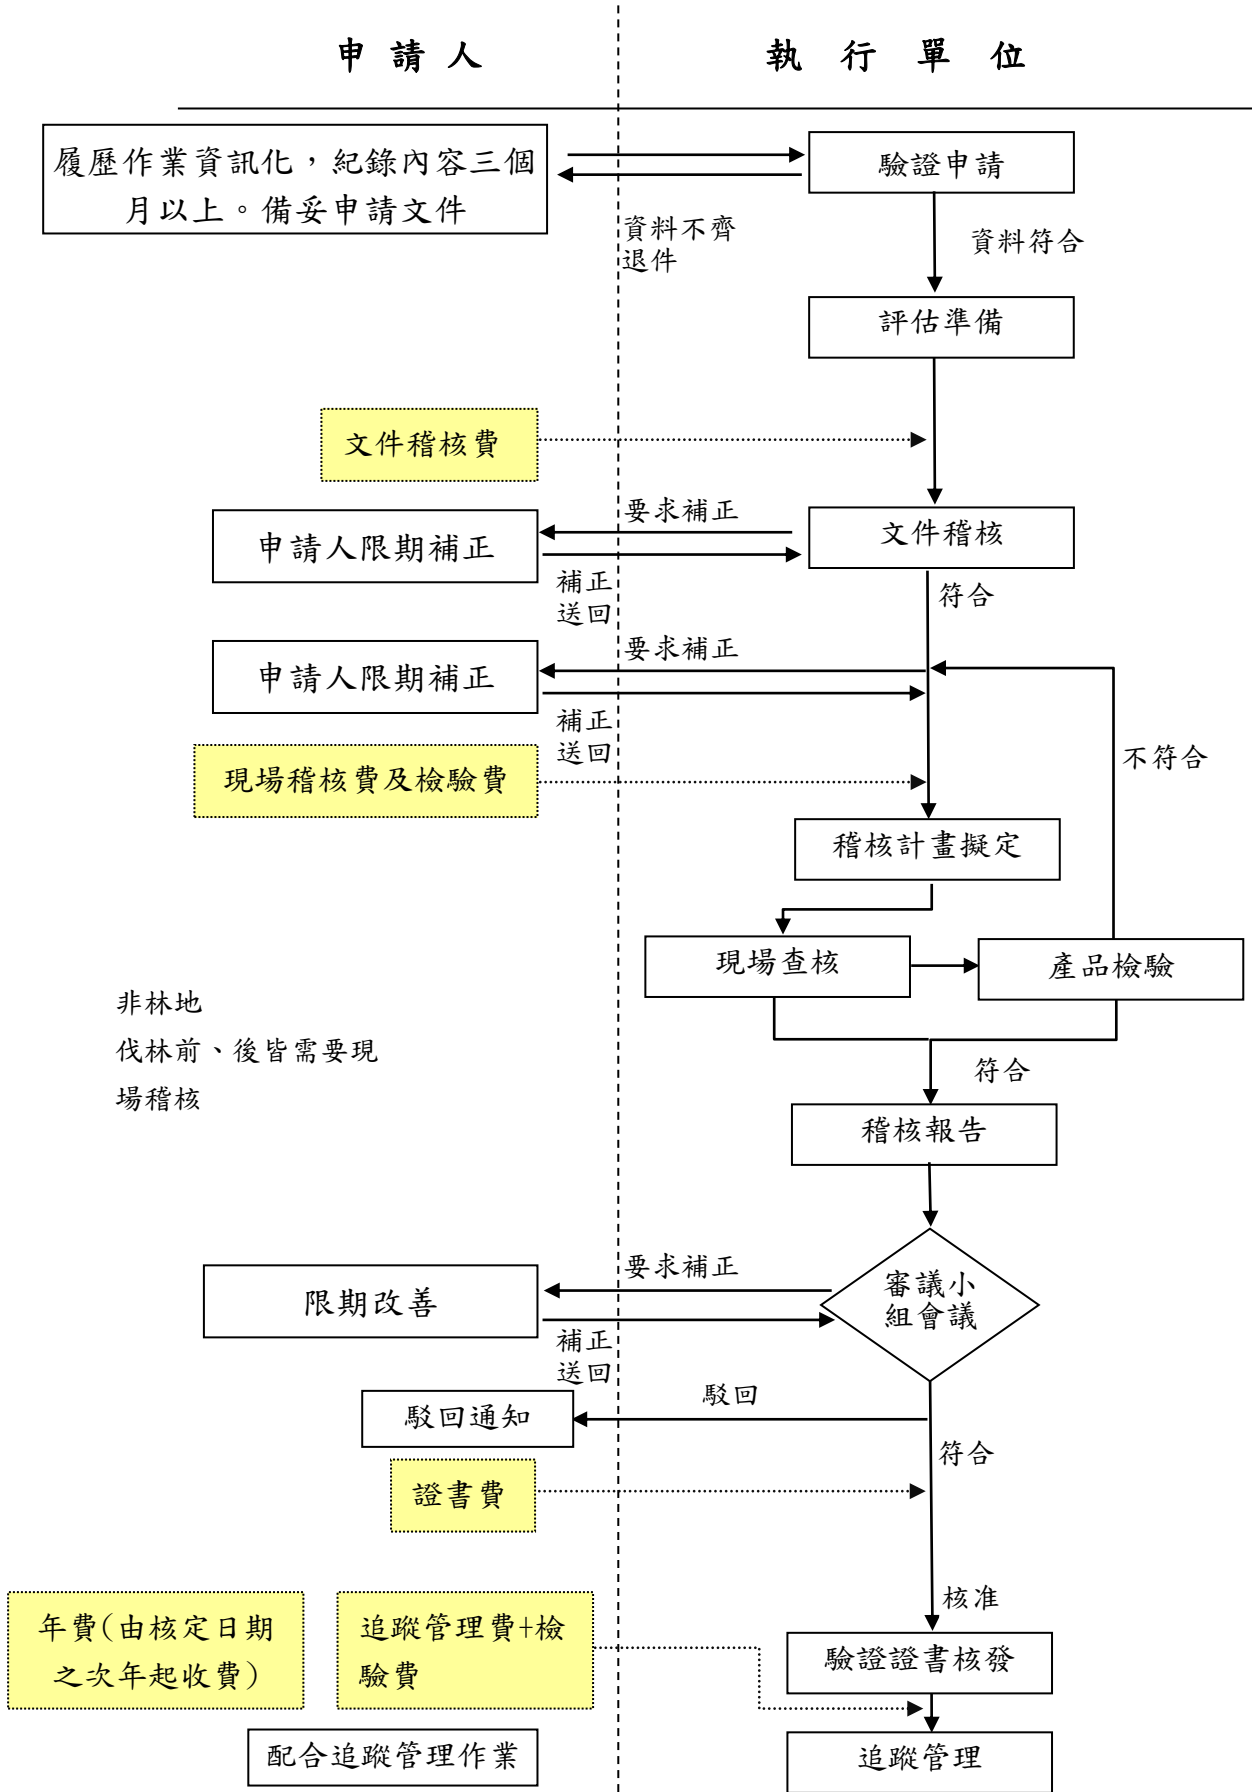 申請人
執行單位
履歷作業資訊化，紀錄內容三個
月以上。備妥申請文件
驗證申請
資料不齊
退件
資料符合
評估準備
文件稽核費
要求補正
申請人限期補正
文件稽核
補正
送回
符合
要求補正
申請人限期補正
補正
送回
不符合
現場稽核費及檢驗費
稽核計畫擬定
現場查核
產品檢驗
非林地
伐林前、後皆需要現
場稽核
符合
稽核報告
要求補正
限期改善
審議小
組會議
補正
送回
駁回
駁回通知
符合
證書費
核准
年費(由核定日期
之次年起收費)
追蹤管理費+檢
驗費
驗證證書核發
配合追蹤管理作業
追蹤管理